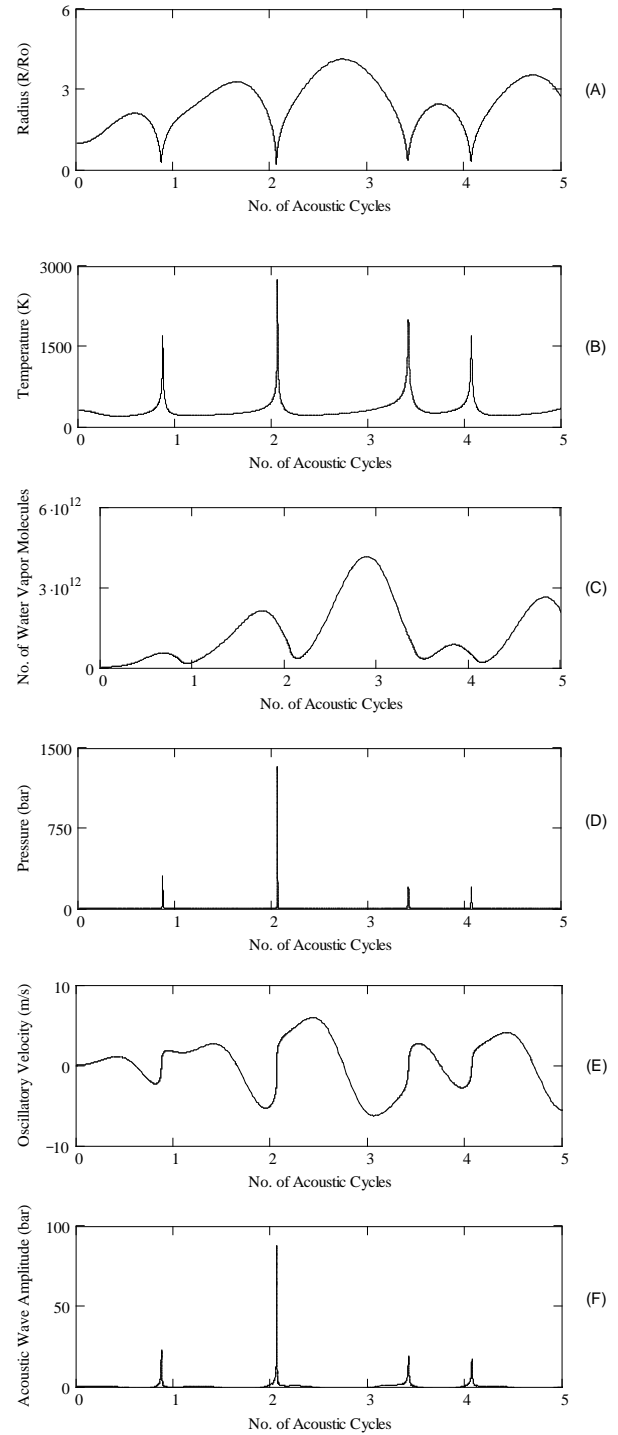 6
3
0
Radius (R/Ro)
0 1 2 3 4 5
No. of Acoustic Cycles
(A)
3000
1500
0
Temperature (K)
0 1 2 3 4 5
No. of Acoustic Cycles
(B)
6·10¹²
3·10¹²
0
No. of Water Vapor Molecules
0 1 2 3 4 5
No. of Acoustic Cycles
(C)
1500
750
0
Pressure (bar)
0 1 2 3 4 5
No. of Acoustic Cycles
(D)
10
0
−10
Oscillatory Velocity (m/s)
0 1 2 3 4 5
No. of Acoustic Cycles
(E)
100
50
0
Acoustic Wave Amplitude (bar)
0 1 2 3 4 5
No. of Acoustic Cycles
(F)